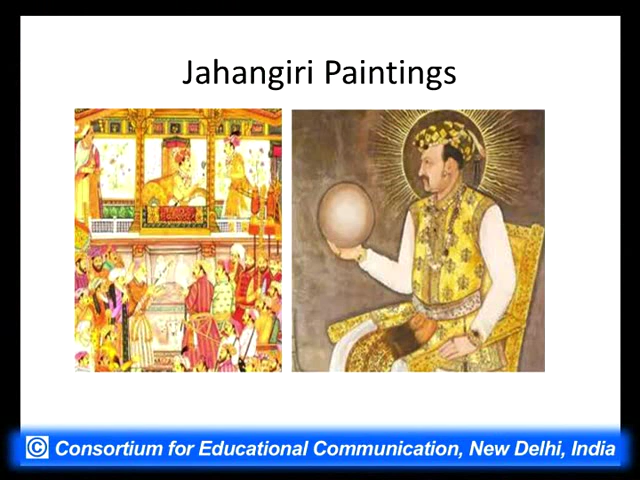 Jahangiri Paintings
© Consortium for Educational Communication, New Delhi, India